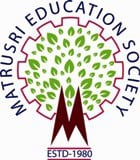 MATRUSRI EDUCATION SOCIETY
ESTD-1980